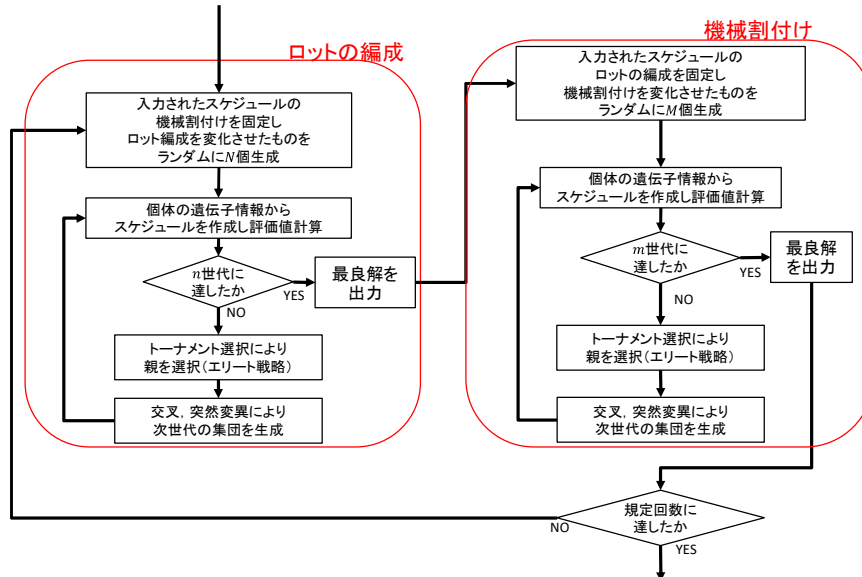 ロットの編成
入力されたスケジュールの
機械割付けを固定し
ロット編成を変化させたものを
ランダムにN個生成
個体の遺伝子情報から
スケジュールを作成し評価値計算
n世代に
達したか
YES
NO
最良解を
出力
トーナメント選択により
親を選択(エリート戦略)
交叉, 突然変異により
次世代の集団を生成
機械割付け
入力されたスケジュールの
ロットの編成を固定し
機械割付けを変化させたものを
ランダムにM個生成
個体の遺伝子情報から
スケジュールを作成し評価値計算
m世代に
達したか
YES
NO
最良解
を出力
トーナメント選択により
親を選択(エリート戦略)
交叉, 突然変異により
次世代の集団を生成
規定回数に
達したか
NO
YES